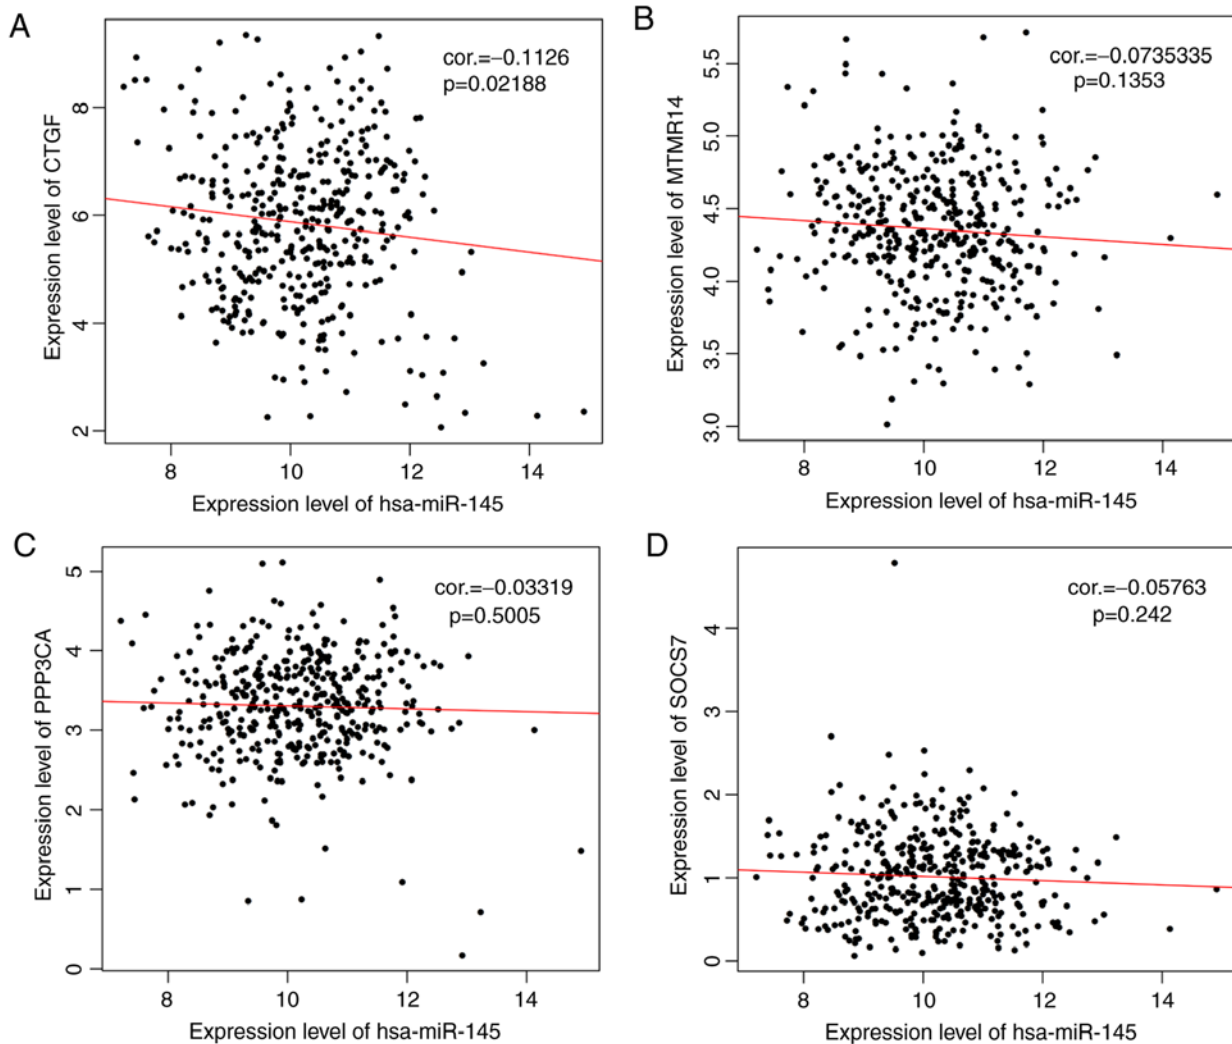 A
cor.=−0.1126
p=0.02188
Expression level of CTGF
8
6
4
2
8 10 12 14
Expression level of hsa-miR-145
B
cor.=−0.0735335
p=0.1353
Expression level of MTMR14
5.5
5.0
4.5
4.0
3.5
3.0
8 10 12 14
Expression level of hsa-miR-145
C
cor.=−0.03319
p=0.5005
Expression level of PPP3CA
5
4
3
2
1
0
8 10 12 14
Expression level of hsa-miR-145
D
cor.=−0.05763
p=0.242
Expression level of SOCS7
4
3
2
1
0
8 10 12 14
Expression level of hsa-miR-145